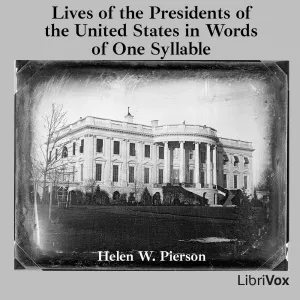 Lives of the Presidents of
the United States in Words
of One Syllable
Helen W. Pierson
LibriVox